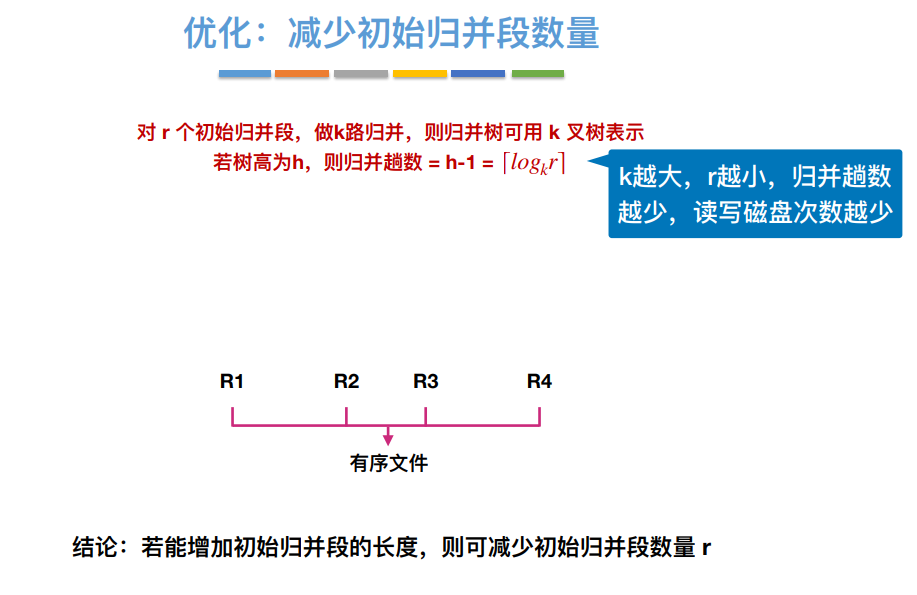 优化：减少初始归并段数量
对 r 个初始归并段，做k路归并，则归并树可用 k 叉树表示
若树高为h，则归并趟数 = h-1 = ⌈logₖr⌉
k越大，r越小，归并趟数
越少，读写磁盘次数越少
R1 R2 R3 R4
有序文件
结论：若能增加初始归并段的长度，则可减少初始归并段数量 r